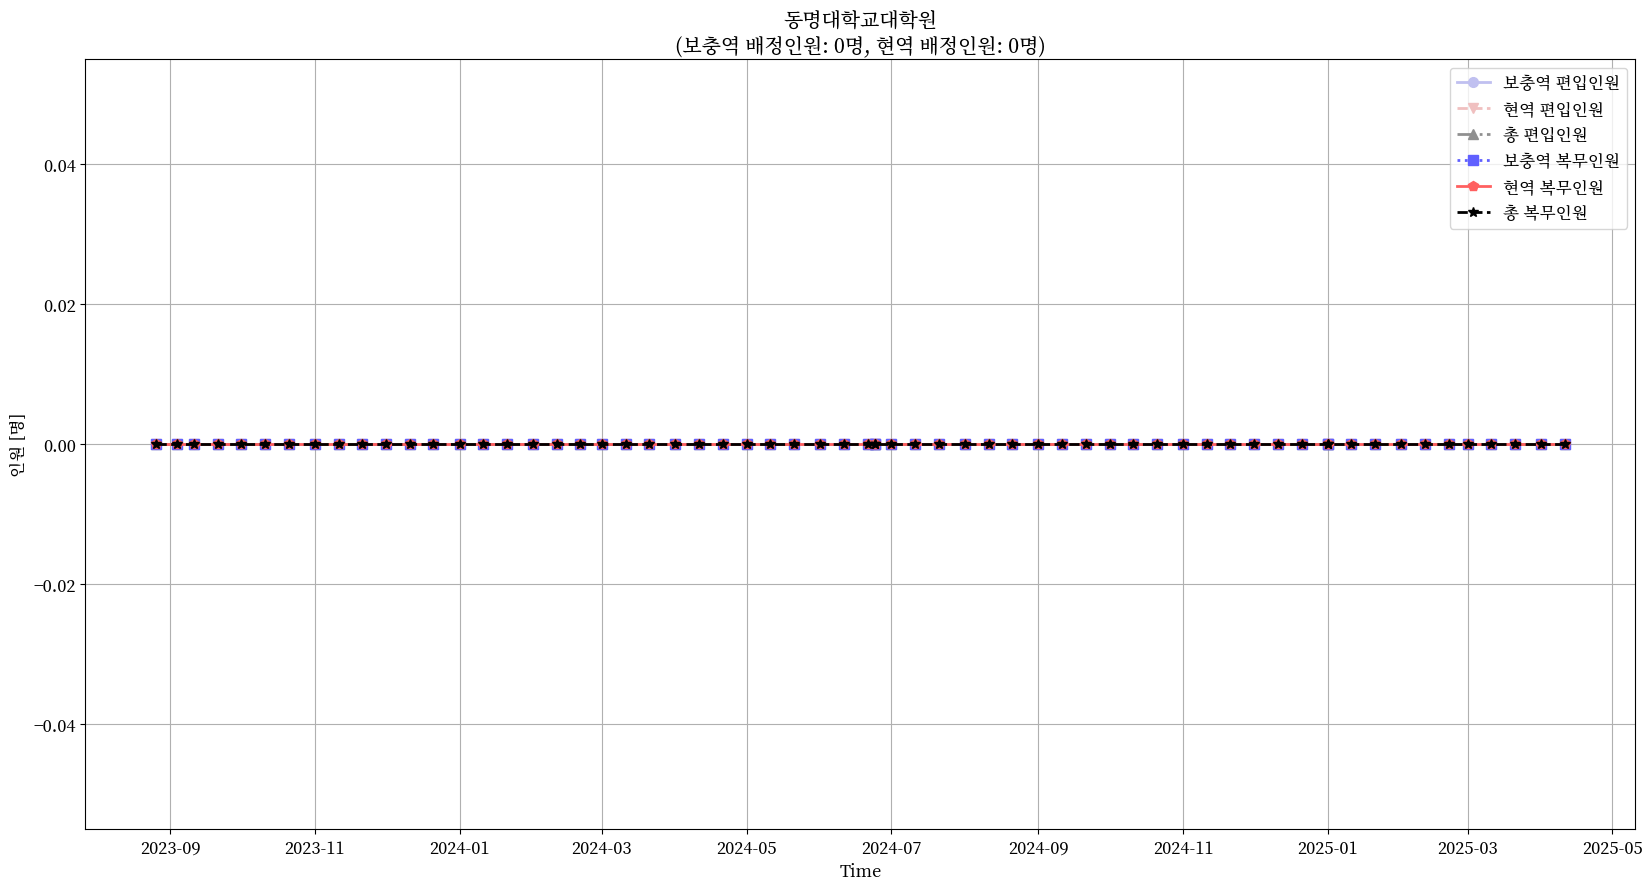 동명대학교대학원
(보충역 배정인원: 0명, 현역 배정인원: 0명)
보충역 편입인원
현역 편입인원
총 편입인원
보충역 복무인원
현역 복무인원
총 복무인원
0.04
0.02
0.00
−0.02
−0.04
인원 [명]
2023-09
2023-11
2024-01
2024-03
2024-05
2024-07
2024-09
2024-11
2025-01
2025-03
2025-05
Time